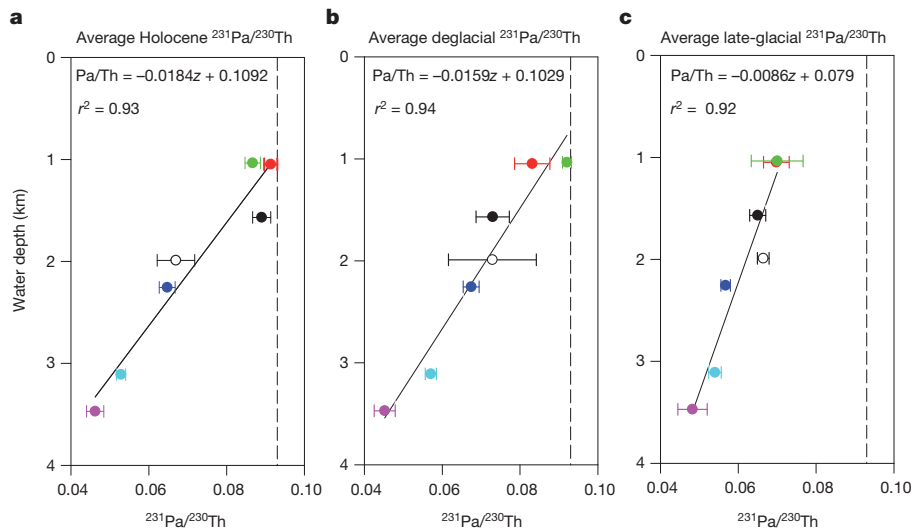 a
Average Holocene ²³¹Pa/²³⁰Th
Pa/Th = –0.0184z + 0.1092
r² = 0.93
0
1
2
3
4
Water depth (km)
0.04 0.06 0.08 0.10
²³¹Pa/²³⁰Th
b
Average deglacial ²³¹Pa/²³⁰Th
Pa/Th = –0.0159z + 0.1029
r² = 0.94
0
1
2
3
4
0.04 0.06 0.08 0.10
²³¹Pa/²³⁰Th
c
Average late-glacial ²³¹Pa/²³⁰Th
Pa/Th = –0.0086z + 0.079
r² = 0.92
0
1
2
3
4
0.04 0.06 0.08 0.10
²³¹Pa/²³⁰Th